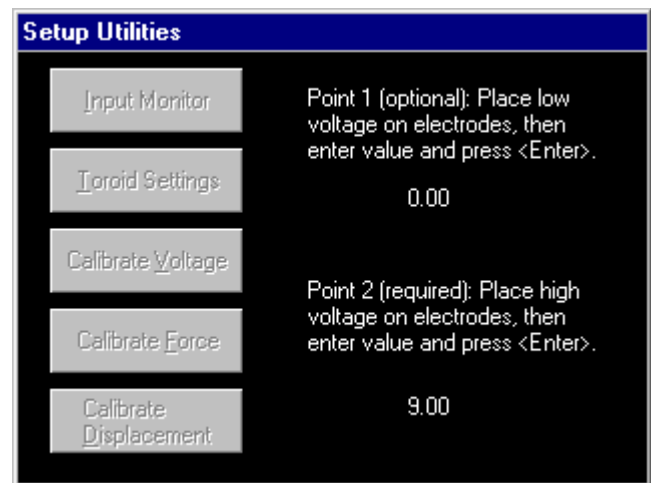 Setup Utilities
Input Monitor
Toroid Settings
Calibrate Voltage
Calibrate Force
Calibrate
Displacement
Point 1 (optional): Place low
voltage on electrodes, then
enter value and press <Enter>.
0.00
Point 2 (required): Place high
voltage on electrodes, then
enter value and press <Enter>.
9.00